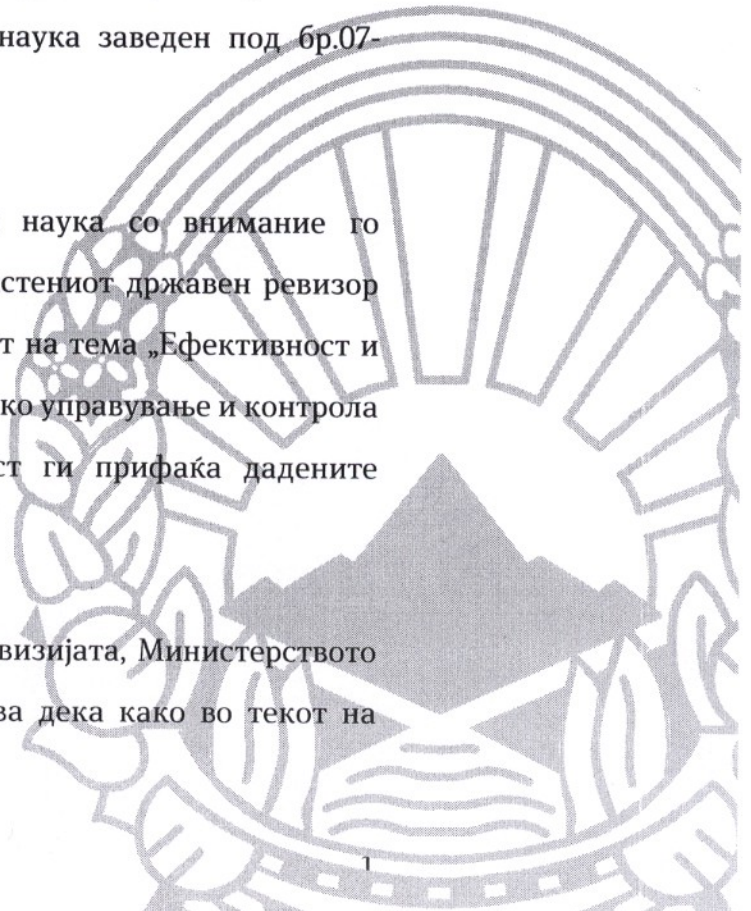 наука заведен под бр.07-
наука со внимание го
стениот државен ревизор
т на тема „Ефективност и
ко управување и контрола
ст ги прифаќа дадените
визијата, Министерството
ва дека како во текот на
1